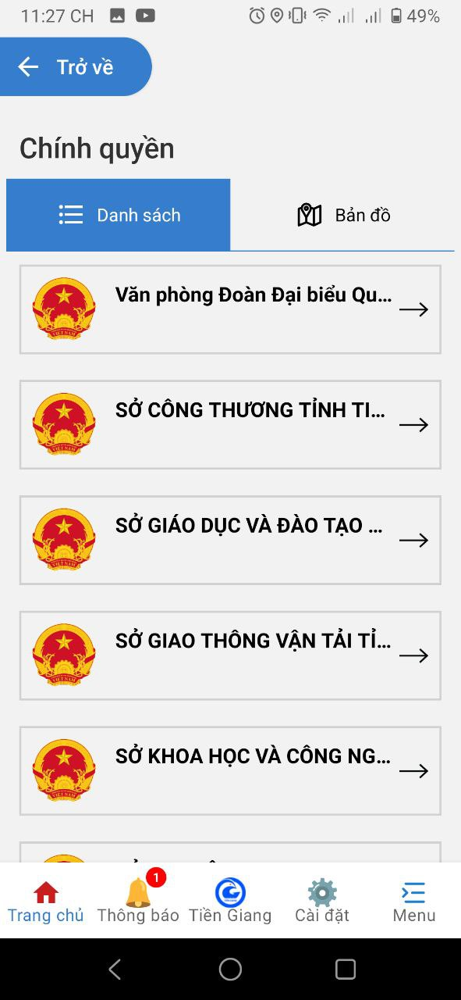 11:27 CH
49%
Trở về
Chính quyền
Danh sách
Bản đồ
Văn phòng Đoàn Đại biểu Qu...
SỞ CÔNG THƯƠNG TỈNH TI...
SỞ GIÁO DỤC VÀ ĐÀO TẠO ...
SỞ GIAO THÔNG VẬN TẢI TỈ...
SỞ KHOA HỌC VÀ CÔNG NG...
1
Trang chủ
Thông báo
Tiền Giang
Cài đặt
Menu